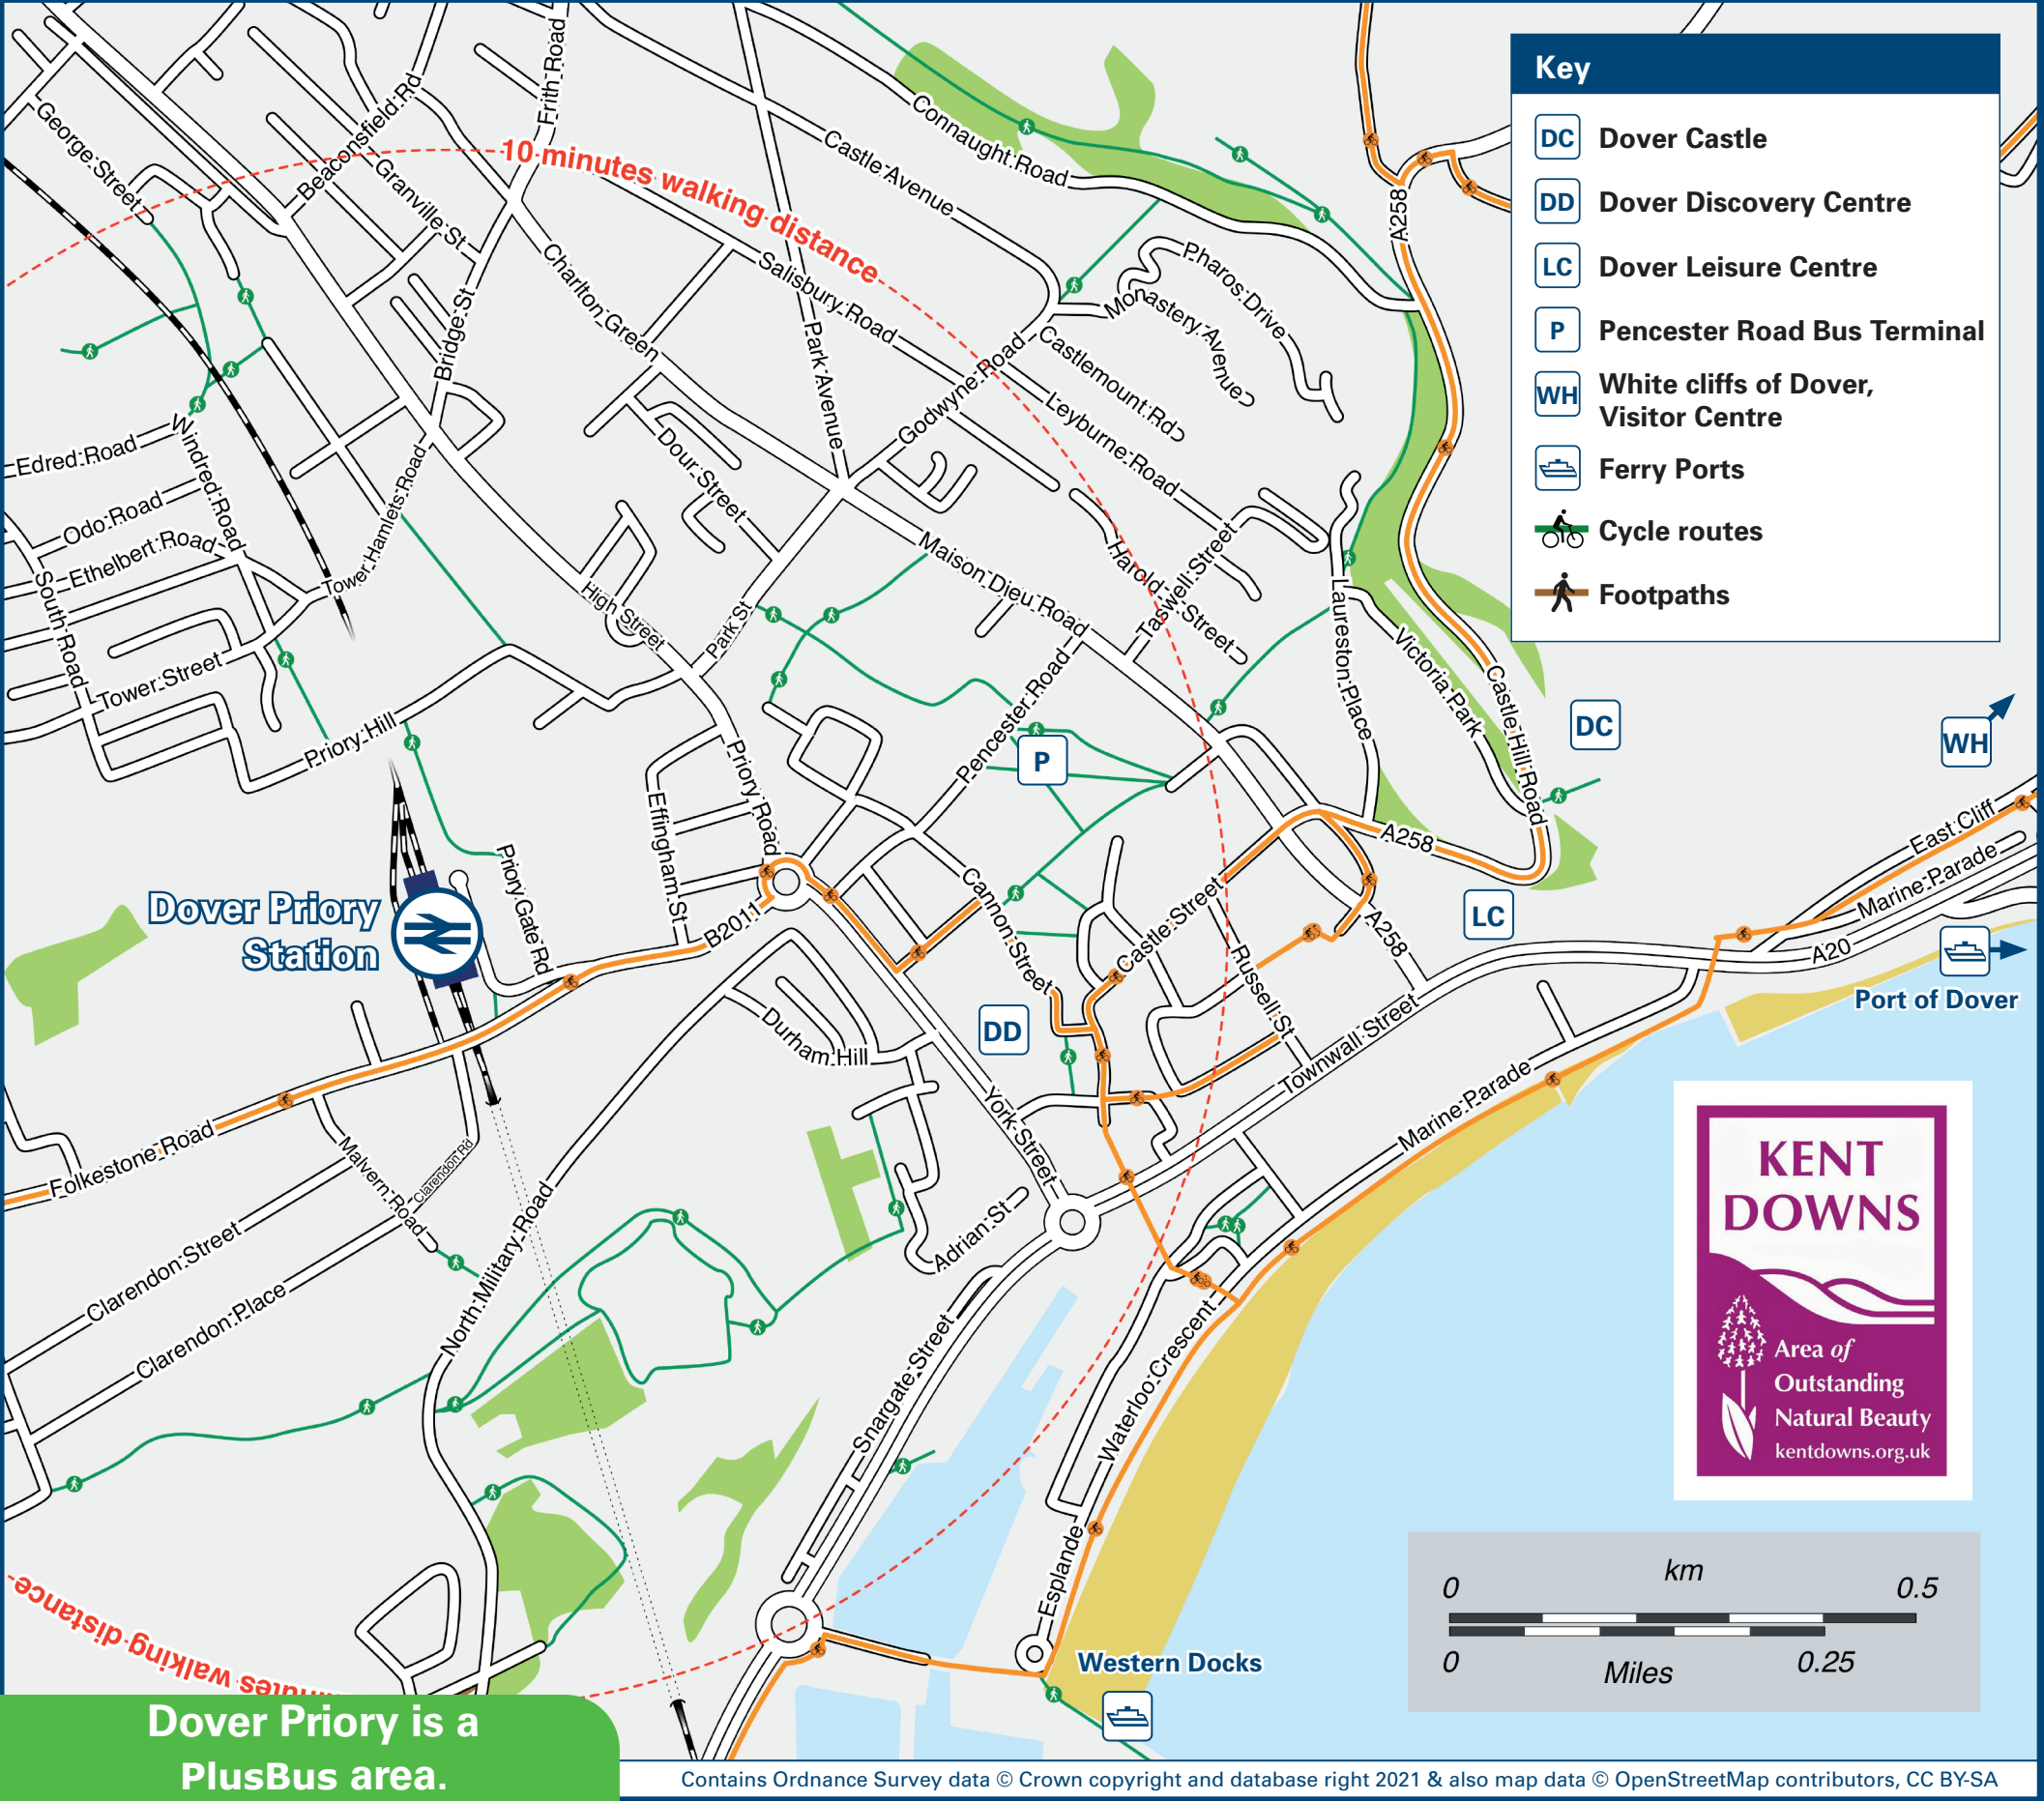 Key
DC Dover Castle
DD Dover Discovery Centre
LC Dover Leisure Centre
P Pencester Road Bus Terminal
WH White cliffs of Dover,
Visitor Centre
Ferry Ports
Cycle routes
Footpaths
George Street
Beaconsfield Rd
Frith Road
Granville St
10 minutes walking distance
Connaught Road
Castle Avenue
A258
Charlton Green
Salisbury Road
Pharos Drive
Monastery Avenue
Bridge St
Park Avenue
Godwyne Road
Castlemount Rd
Leyburne Road
Edred Road
Windred Road
Odo Road
Ethelbert Road
South Road
Tower Hamlets Road
Dour Street
Maison Dieu Road
Harold Street
Taswell Street
High Street
Park St
Laureston Place
Victoria Park
Castle Hill Road
Tower Street
Priory Hill
Priory Road
Pencester Road
P
DC
WH
Effingham St
A258
East Cliff
Marine Parade
Priory Gate Rd
Dover Priory
Station
B2011
Cannon Street
Castle Street
Russell St
A258
LC
A20
Port of Dover
DD
Durham Hill
Townwall Street
York Street
Marine Parade
Folkestone Road
Malvern Road
Clarendon Rd
Clarendon Street
Clarendon Place
North Military Road
Adrian St
Snargate Street
Waterloo Crescent
Esplande
Western Docks
minutes walking distance
KENT
DOWNS
Area of
Outstanding
Natural Beauty
kentdowns.org.uk
km
0 0.5
0 Miles 0.25
Dover Priory is a
PlusBus area.
Contains Ordnance Survey data © Crown copyright and database right 2021 & also map data © OpenStreetMap contributors, CC BY-SA